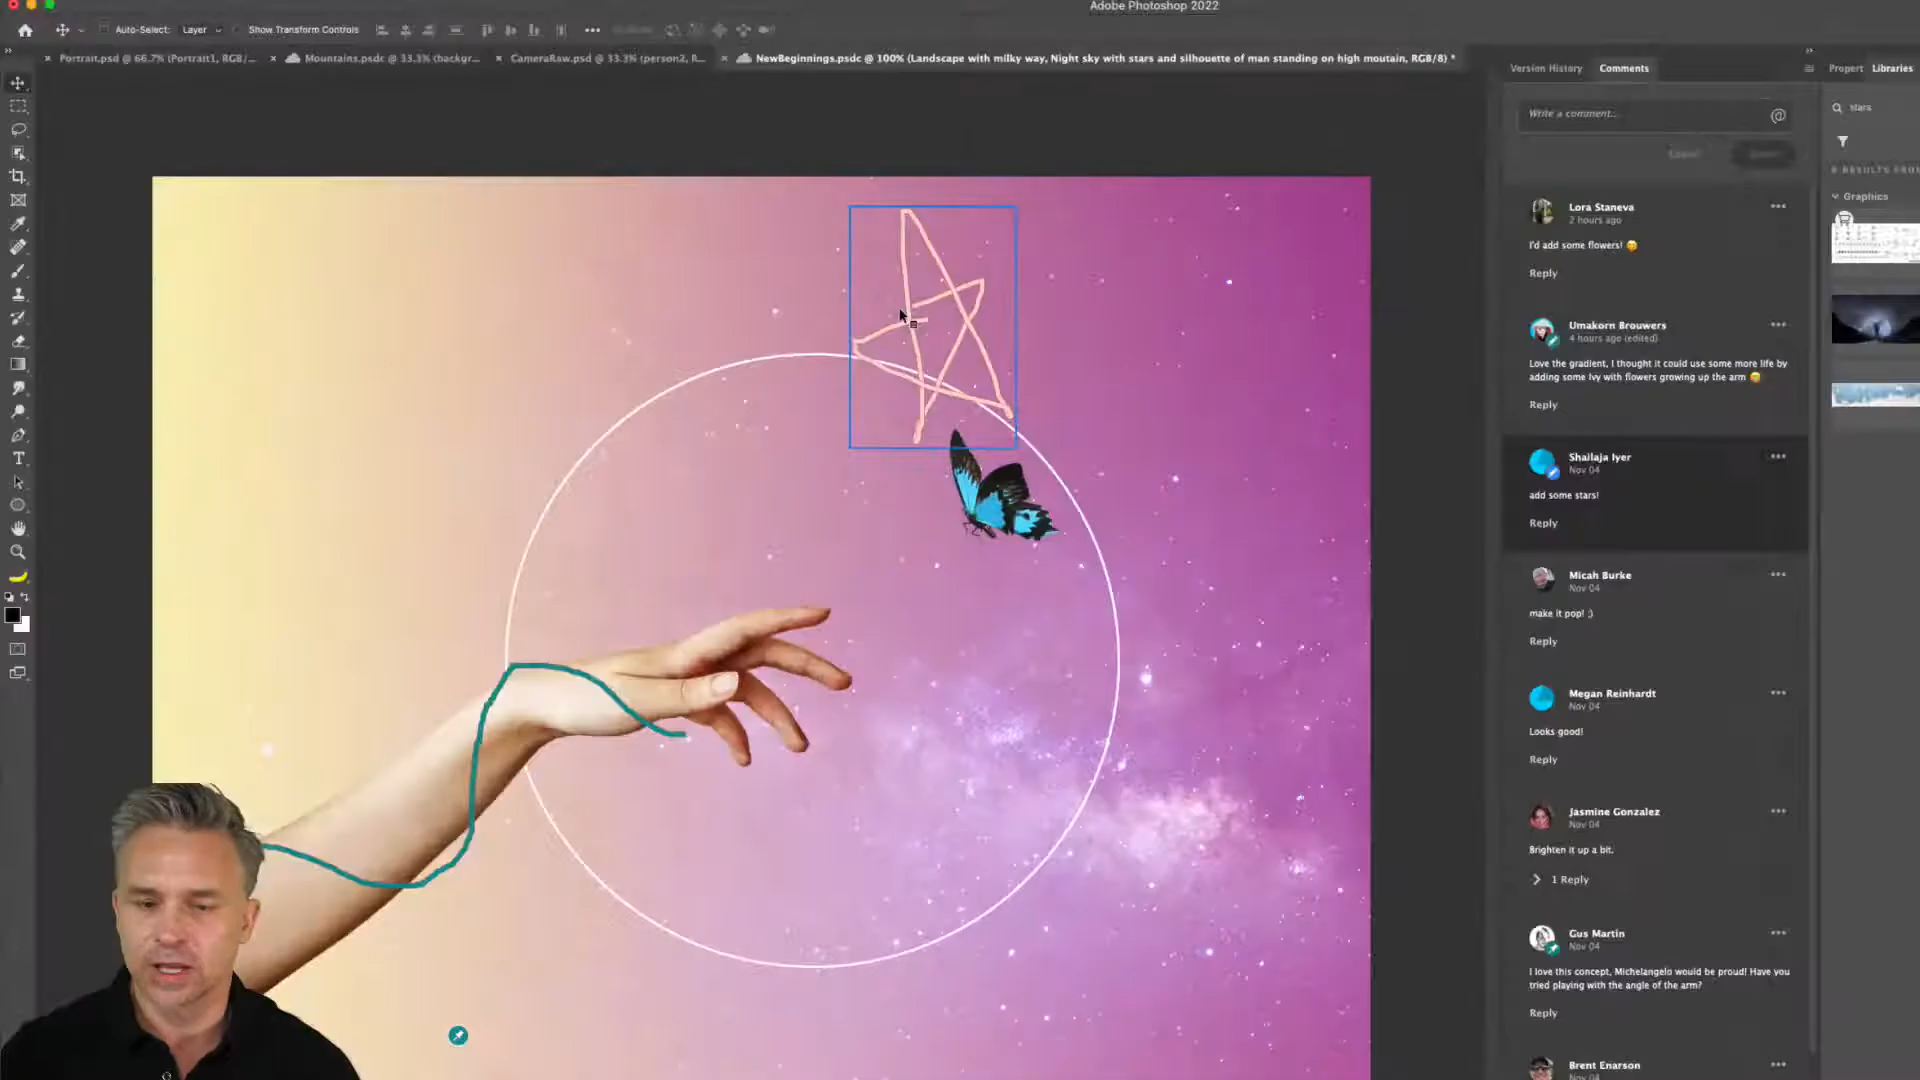 Adobe Photoshop 2022
Auto-Select:
Layer
Show Transform Controls
Portrait.psd @ 66.7% (Portrait1, RGB/...
Mountains.psdc @ 33.3% (backgr...
CameraRaw.psd @ 33.3% (person2, R...
NewBeginnings.psdc @ 100% (Landscape with milky way, Night sky with stars and silhouette of man standing on high moutain, RGB/8) *
Version History
Comments
Propert
Libraries
Write a comment...
@
stars
Graphics
Lora Staneva
2 hours ago
I'd add some flowers! 😊
Reply
Umakorn Brouwers
4 hours ago (edited)
Love the gradient, I thought it could use some more life by
adding some Ivy with flowers growing up the arm 😊
Reply
Shailaja Iyer
Nov 04
add some stars!
Reply
Micah Burke
Nov 04
make it pop! :)
Reply
Megan Reinhardt
Nov 04
Looks good!
Reply
Jasmine Gonzalez
Nov 04
Brighten it up a bit.
1 Reply
Gus Martin
Nov 04
I love this concept, Michelangelo would be proud! Have you
tried playing with the angle of the arm?
Reply
Brent Enarson